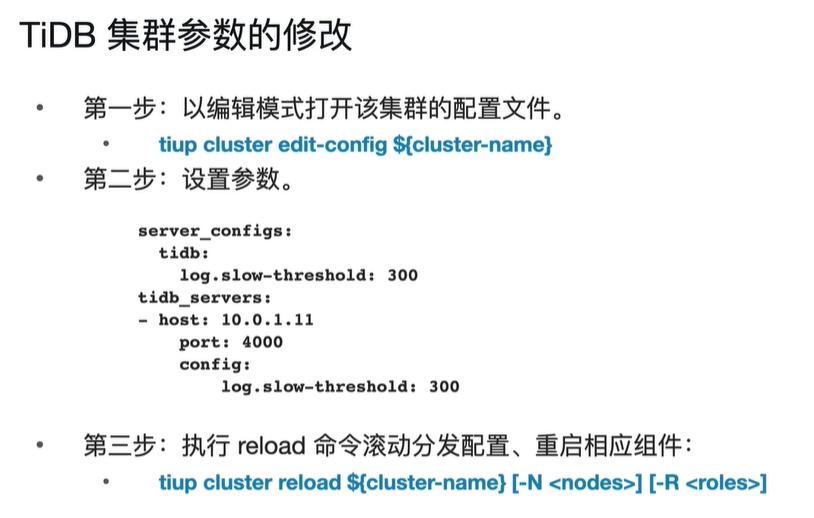 TiDB 集群参数的修改
• 第一步：以编辑模式打开该集群的配置文件。
• tiup cluster edit-config ${cluster-name}
• 第二步：设置参数。
server_configs:
  tidb:
    log.slow-threshold: 300
tidb_servers:
- host: 10.0.1.11
    port: 4000
    config:
        log.slow-threshold: 300
• 第三步：执行 reload 命令滚动分发配置、重启相应组件：
• tiup cluster reload ${cluster-name} [-N <nodes>] [-R <roles>]